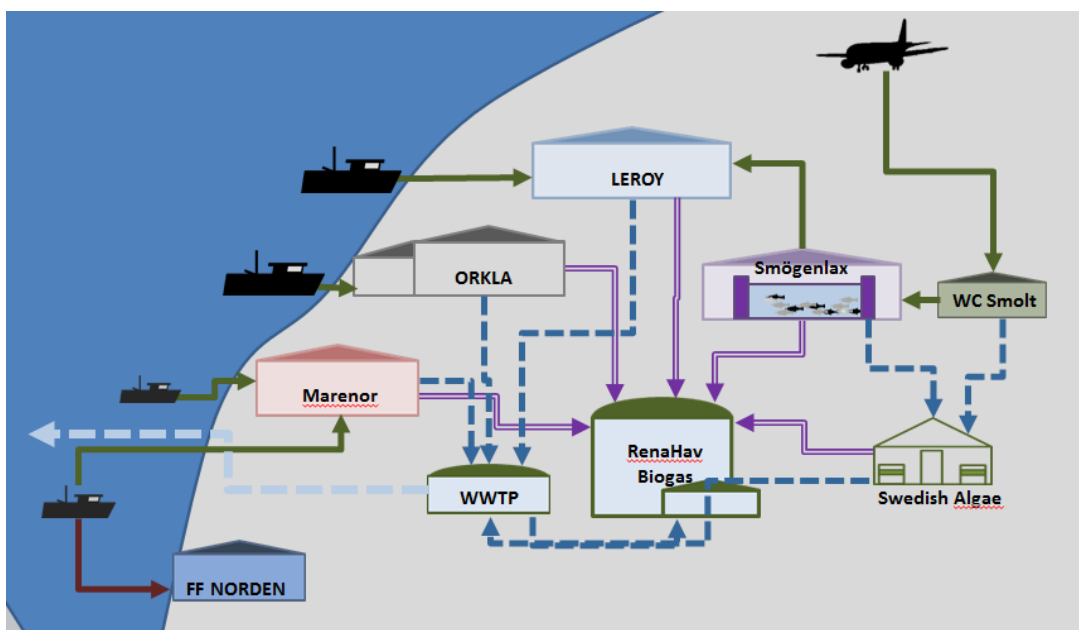 LEROY
Smögenlax
ORKLA
WC Smolt
Marenor
RenaHav
Biogas
WWTP
Swedish Algae
FF NORDEN